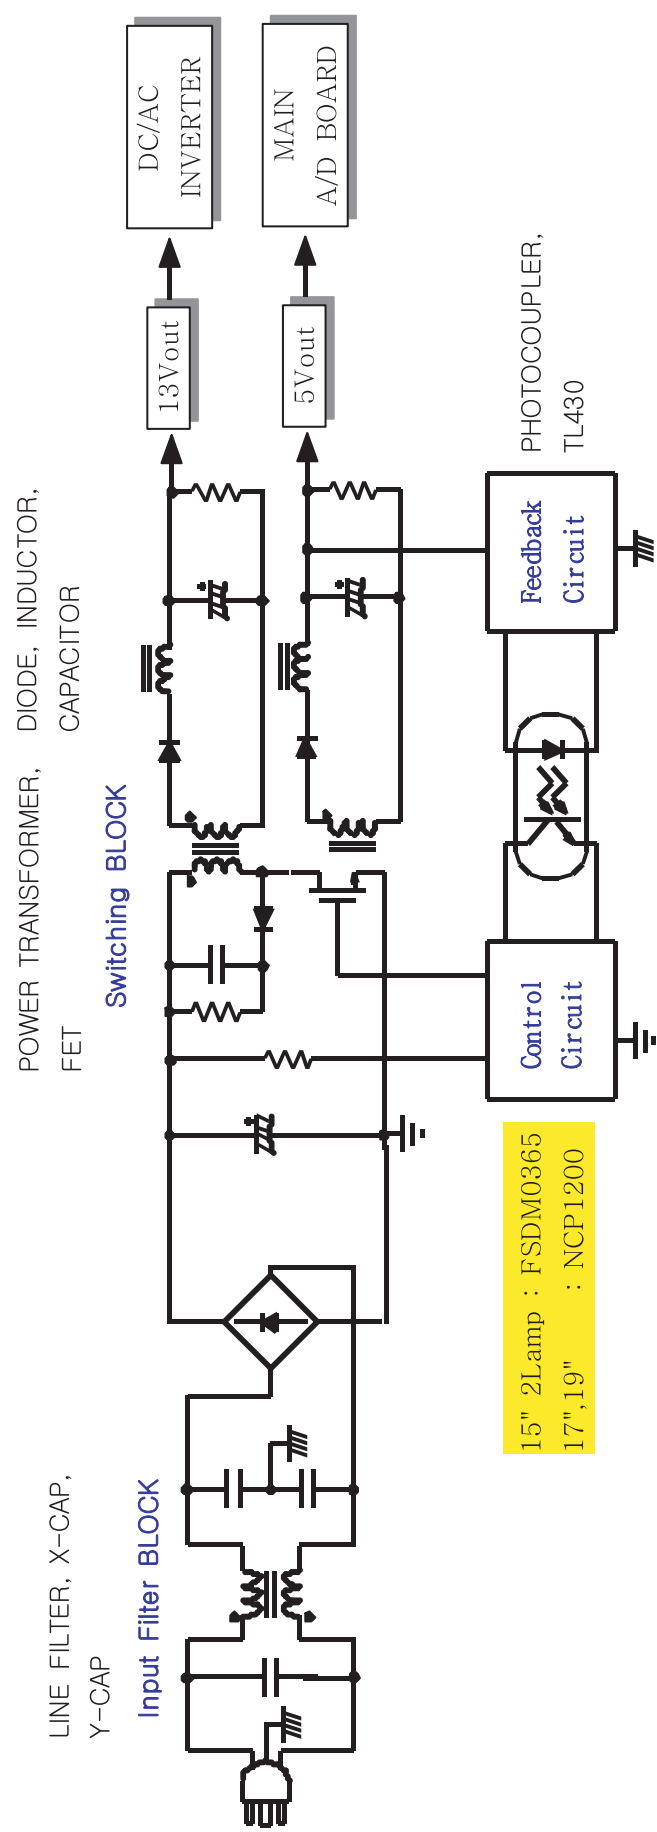 LINE FILTER, X-CAP,
Y-CAP
Input Filter BLOCK
POWER TRANSFORMER,
FET
DIODE, INDUCTOR,
CAPACITOR
Switching BLOCK
13Vout
DC/AC
INVERTER
5Vout
MAIN
A/D BOARD
15" 2Lamp : FSDM0365
17",19" : NCP1200
Control
Circuit
Feedback
Circuit
PHOTOCOUPLER,
TL430